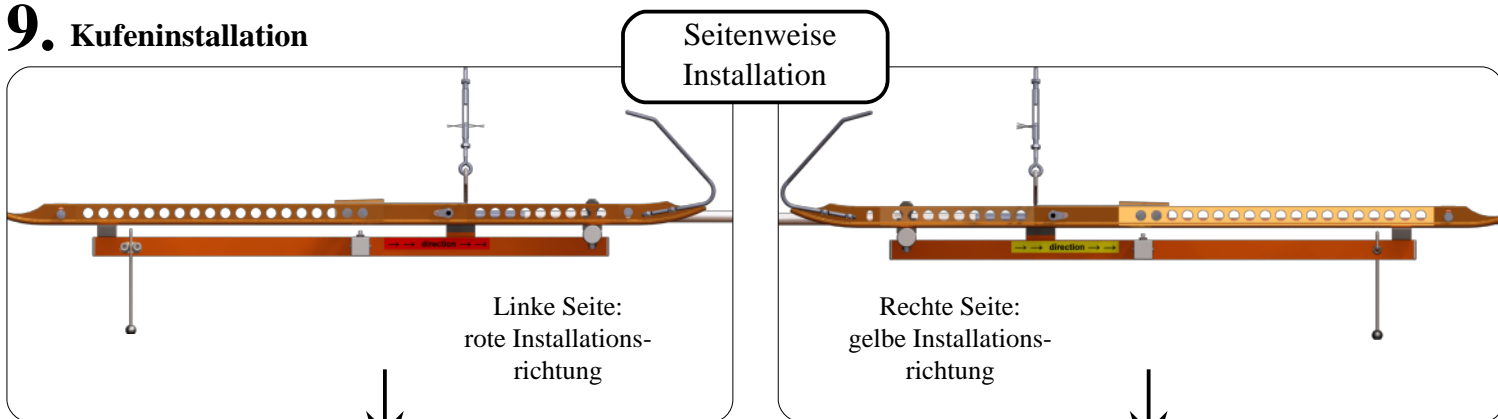 9. Kufeninstallation
Seitenweise
Installation
→ → direction → →
→ → direction → →
Linke Seite:
rote Installations-
richtung
Rechte Seite:
gelbe Installations-
richtung